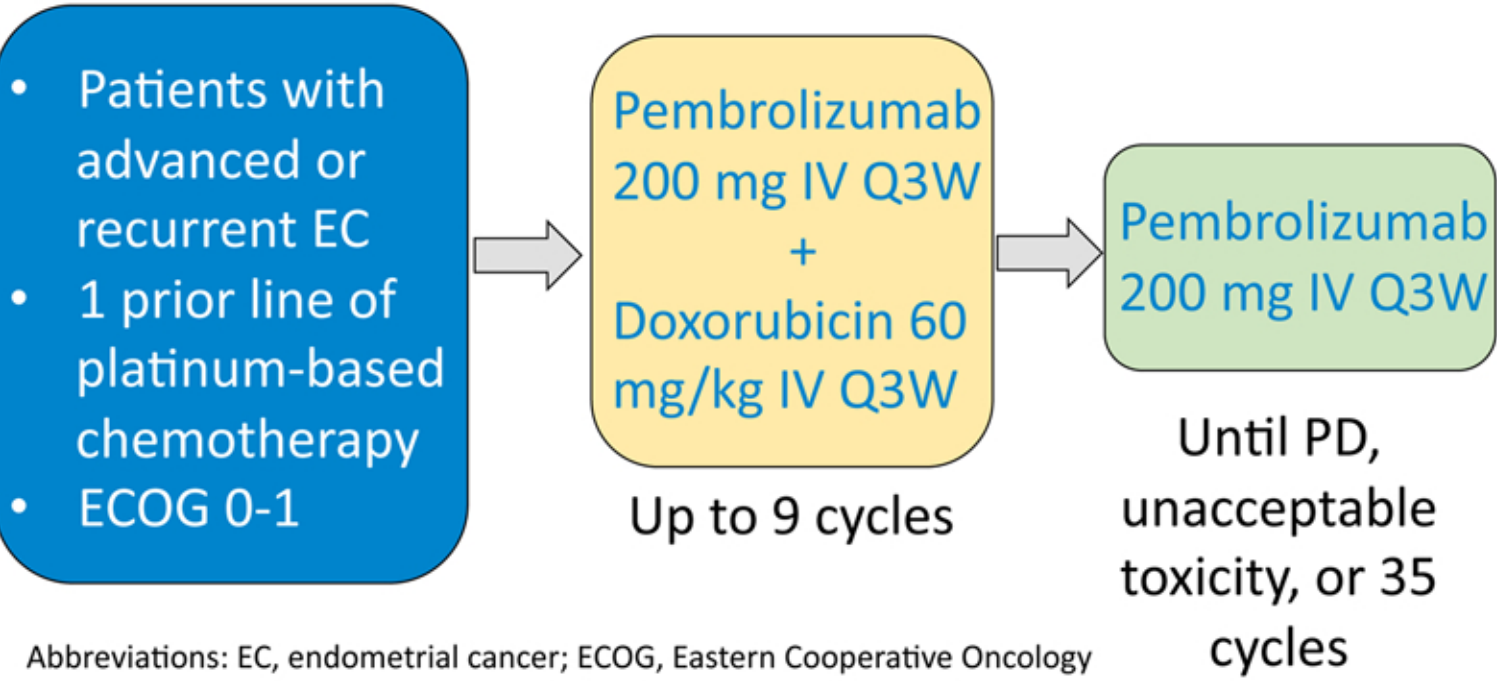 • Patients with
advanced or
recurrent EC
• 1 prior line of
platinum-based
chemotherapy
• ECOG 0-1
Pembrolizumab
200 mg IV Q3W
+
Doxorubicin 60
mg/kg IV Q3W
Up to 9 cycles
Pembrolizumab
200 mg IV Q3W
Until PD,
unacceptable
toxicity, or 35
cycles
Abbreviations: EC, endometrial cancer; ECOG, Eastern Cooperative Oncology